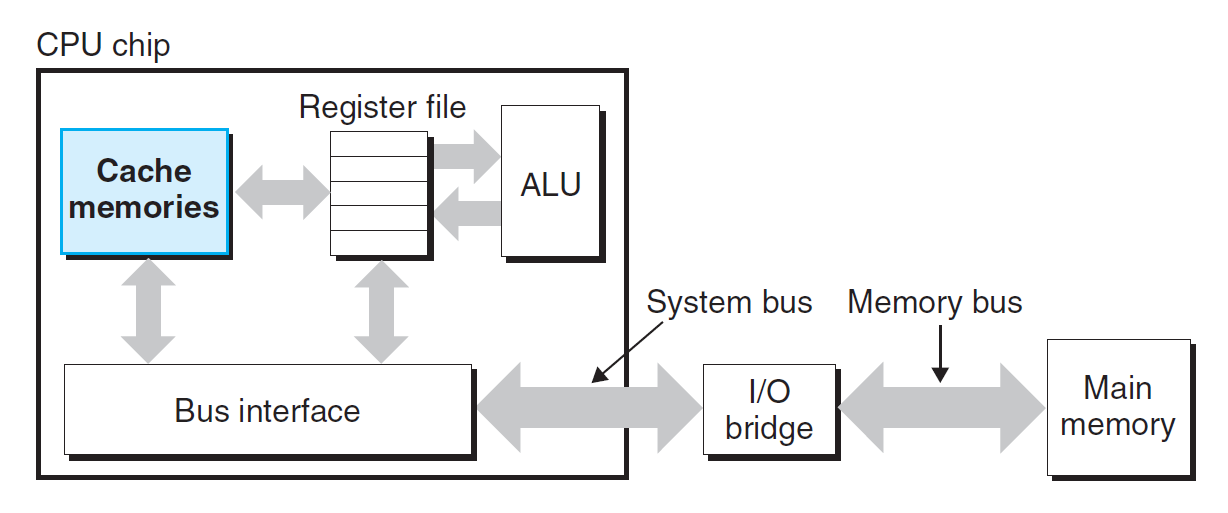 CPU chip
Register file
Cache
memories
ALU
System bus
Memory bus
Bus interface
I/O
bridge
Main
memory